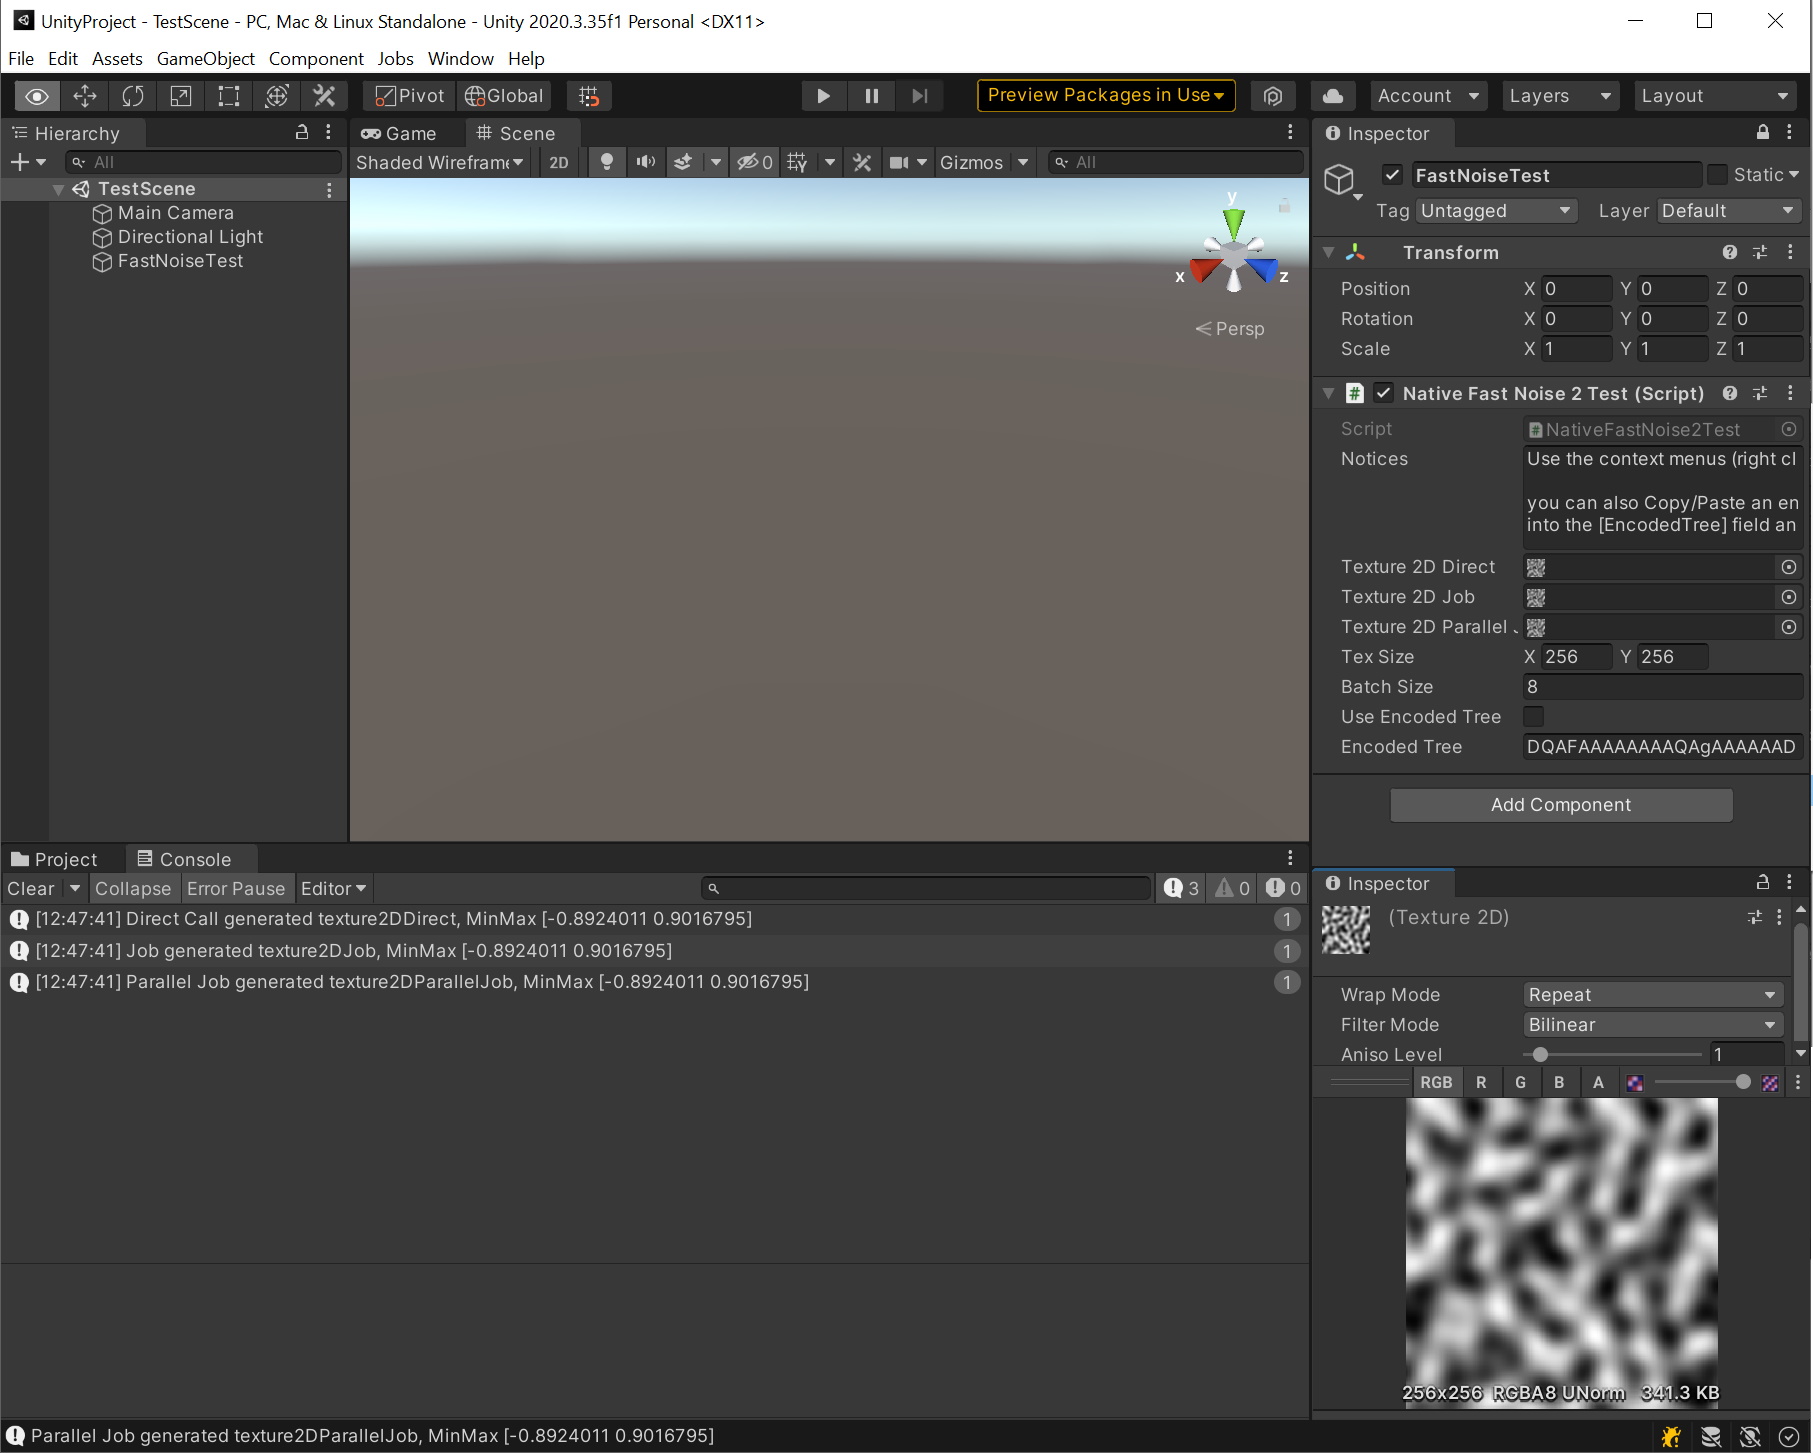 UnityProject - TestScene - PC, Mac & Linux Standalone - Unity 2020.3.35f1 Personal <DX11>
File Edit Assets GameObject Component Jobs Window Help
Pivot Global Preview Packages in Use Account Layers Layout
Hierarchy
All
TestScene
Main Camera
Directional Light
FastNoiseTest
Game Scene
Shaded Wireframe 2D 0 Gizmos All
y
x z
Persp
Inspector
FastNoiseTest Static
Tag Untagged Layer Default
Transform
Position X 0 Y 0 Z 0
Rotation X 0 Y 0 Z 0
Scale X 1 Y 1 Z 1
# Native Fast Noise 2 Test (Script)
Script NativeFastNoise2Test
Notices Use the context menus (right cl
you can also Copy/Paste an en
into the [EncodedTree] field an
Texture 2D Direct
Texture 2D Job
Texture 2D Parallel
Tex Size X 256 Y 256
Batch Size 8
Use Encoded Tree
Encoded Tree DQAFAAAAAAAAQAgAAAAAAD
Add Component
Project Console
Clear Collapse Error Pause Editor 3 0 0
[12:47:41] Direct Call generated texture2DDirect, MinMax [-0.8924011 0.9016795] 1
[12:47:41] Job generated texture2DJob, MinMax [-0.8924011 0.9016795] 1
[12:47:41] Parallel Job generated texture2DParallelJob, MinMax [-0.8924011 0.9016795] 1
Inspector
(Texture 2D)
Wrap Mode Repeat
Filter Mode Bilinear
Aniso Level 1
RGB R G B A
256x256 RGBA8 UNorm 341.3 KB
Parallel Job generated texture2DParallelJob, MinMax [-0.8924011 0.9016795]